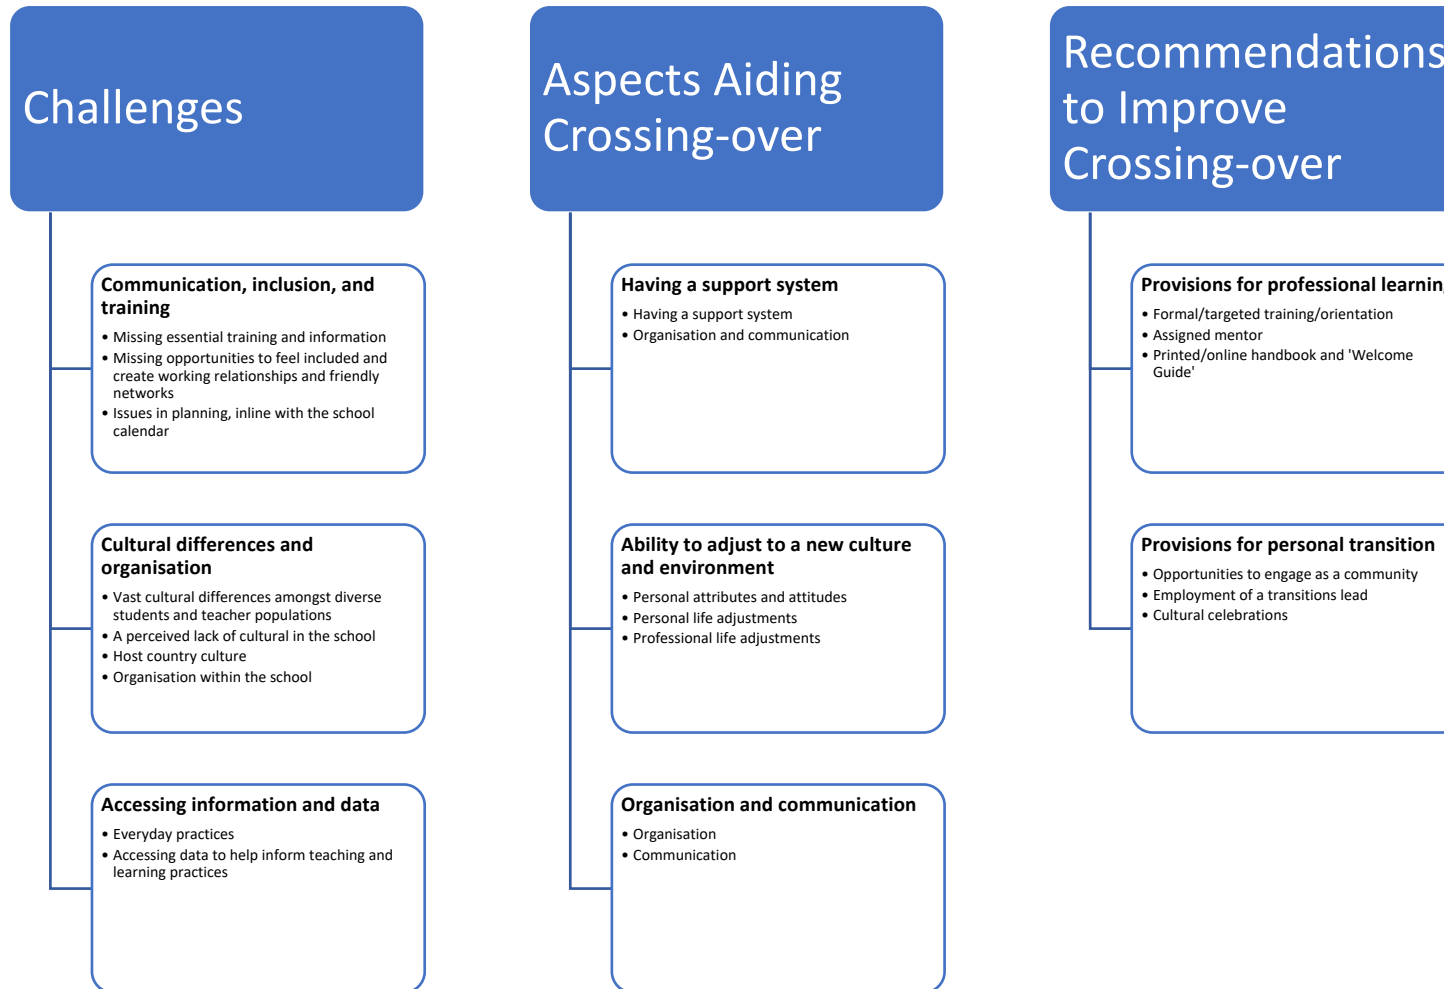 Challenges
Communication, inclusion, and
training
• Missing essential training and information
• Missing opportunities to feel included and
create working relationships and friendly
networks
• Issues in planning, inline with the school
calendar
Cultural differences and
organisation
• Vast cultural differences amongst diverse
students and teacher populations
• A perceived lack of cultural in the school
• Host country culture
• Organisation within the school
Accessing information and data
• Everyday practices
• Accessing data to help inform teaching and
learning practices
Aspects Aiding
Crossing-over
Having a support system
• Having a support system
• Organisation and communication
Ability to adjust to a new culture
and environment
• Personal attributes and attitudes
• Personal life adjustments
• Professional life adjustments
Organisation and communication
• Organisation
• Communication
Recommendations
to Improve
Crossing-over
Provisions for professional learning
• Formal/targeted training/orientation
• Assigned mentor
• Printed/online handbook and 'Welcome
Guide'
Provisions for personal transition
• Opportunities to engage as a community
• Employment of a transitions lead
• Cultural celebrations